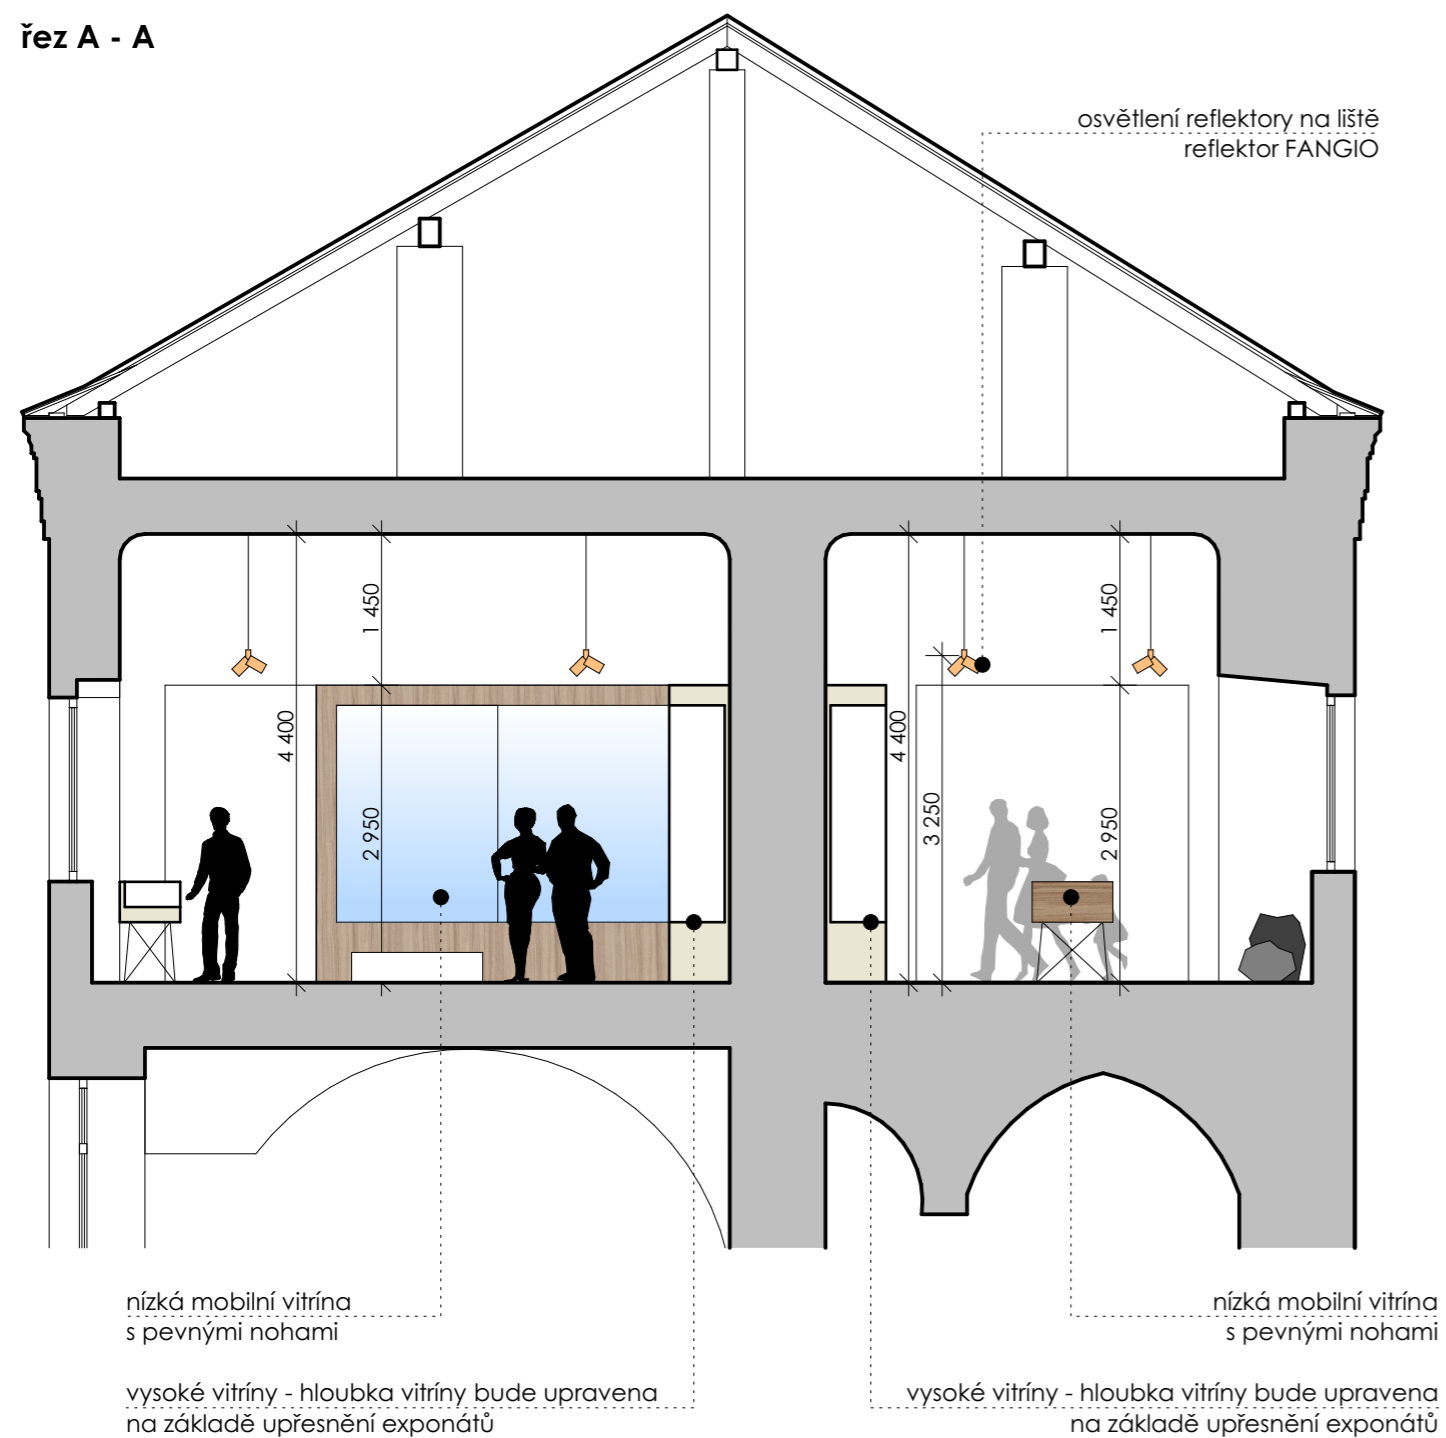 řez A - A
osvětlení reflektory na liště
reflektor FANGIO
1 450
4 400
2 950
1 450
4 400
3 250
2 950
nízká mobilní vitrína
s pevnými nohami
nízká mobilní vitrína
s pevnými nohami
vysoké vitríny - hloubka vitríny bude upravena
na základě upřesnění exponátů
vysoké vitríny - hloubka vitríny bude upravena
na základě upřesnění exponátů